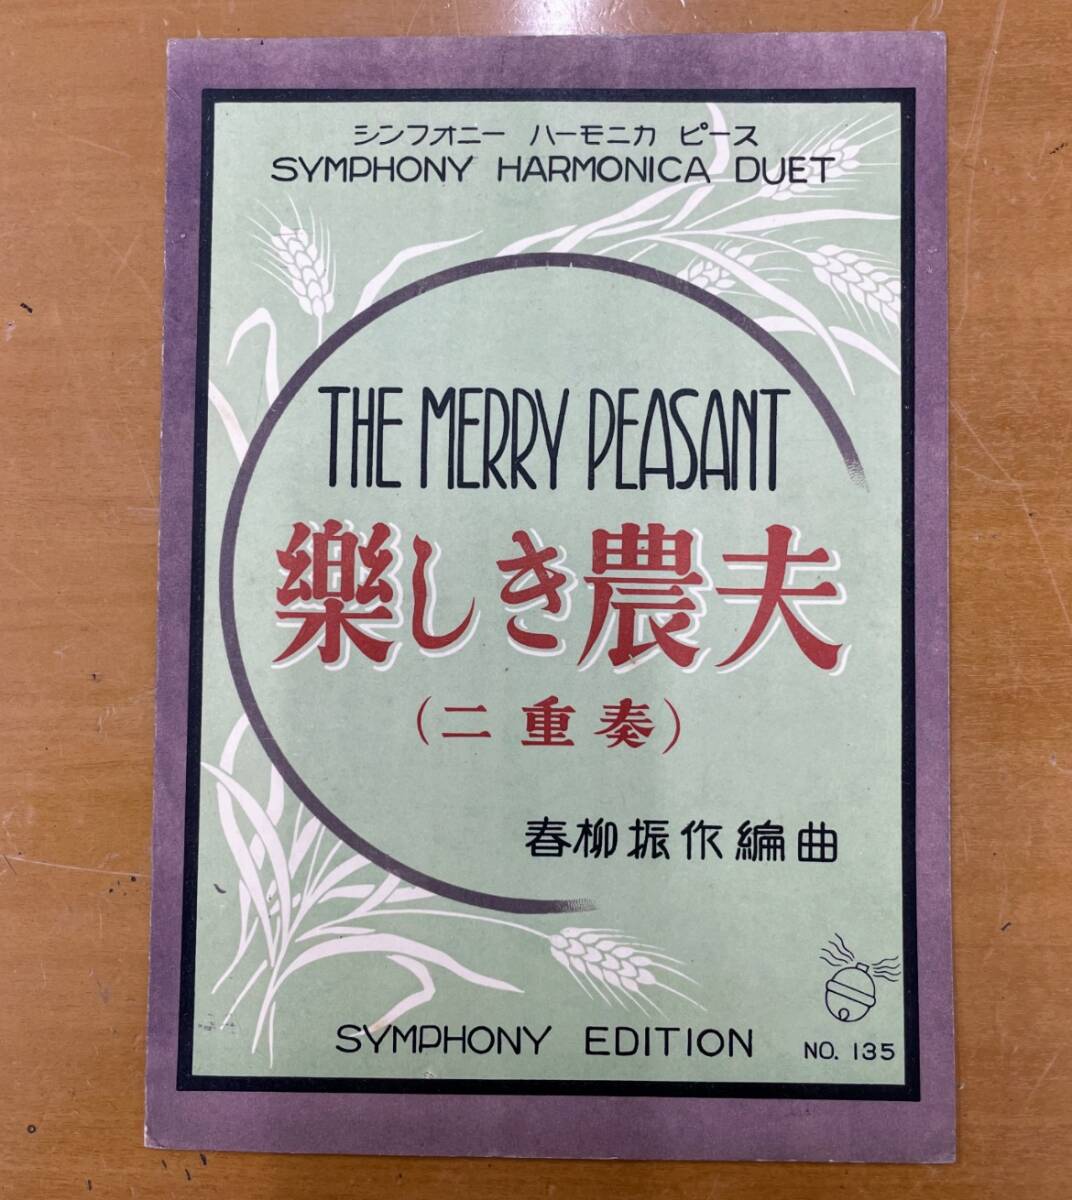 シンフォニー ハーモニカ ピース
SYMPHONY HARMONICA DUET
THE MERRY PEASANT
樂しき農夫
(二重奏)
春柳振作編曲
SYMPHONY EDITION
NO. 135